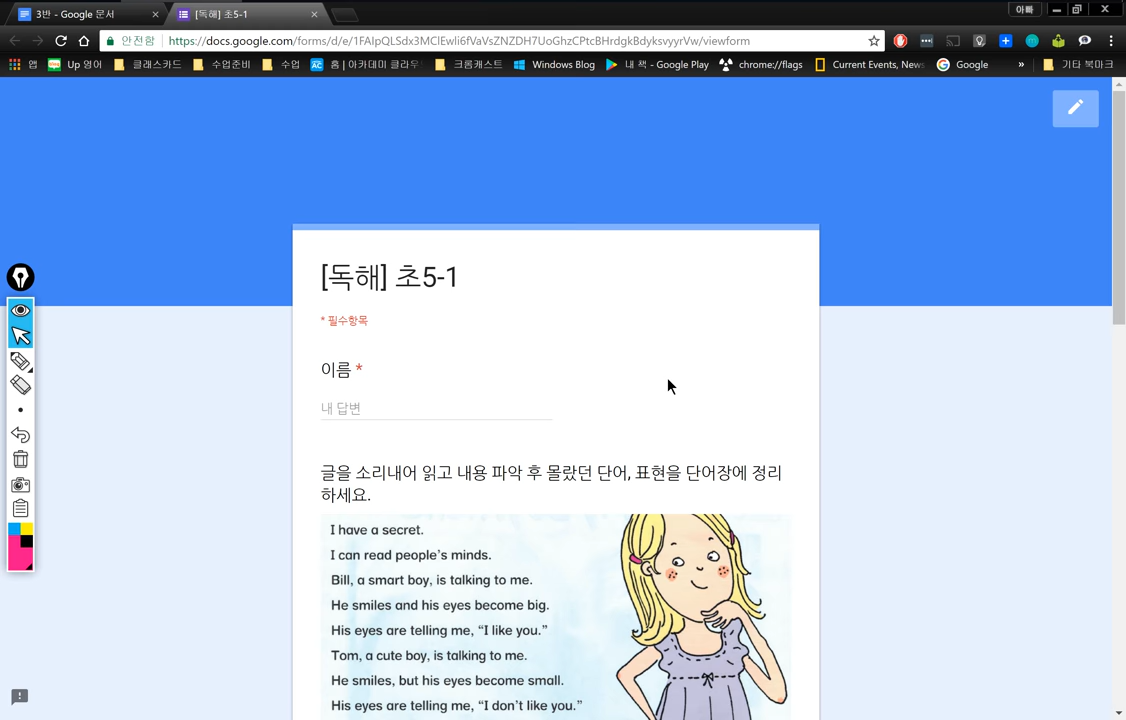 3반 - Google 문서
[독해] 초5-1
아빠
안전함
https://docs.google.com/forms/d/e/1FAIpQLSdx3MClEwli6fVaVsZNZDH7UoGhzCPtcBHrdgkBdyksvyyrVw/viewform
앱
Up 영어
클래스카드
수업준비
수업
홈 | 아카데미 클라우
크롬캐스트
Windows Blog
내 책 - Google Play
chrome://flags
Current Events, News
Google
»
기타 북마크
[독해] 초5-1
* 필수항목
이름 *
내 답변
글을 소리내어 읽고 내용 파악 후 몰랐던 단어, 표현을 단어장에 정리
하세요.
I have a secret.
I can read people's minds.
Bill, a smart boy, is talking to me.
He smiles and his eyes become big.
His eyes are telling me, “I like you.”
Tom, a cute boy, is talking to me.
He smiles, but his eyes become small.
His eyes are telling me, “I don't like you.”